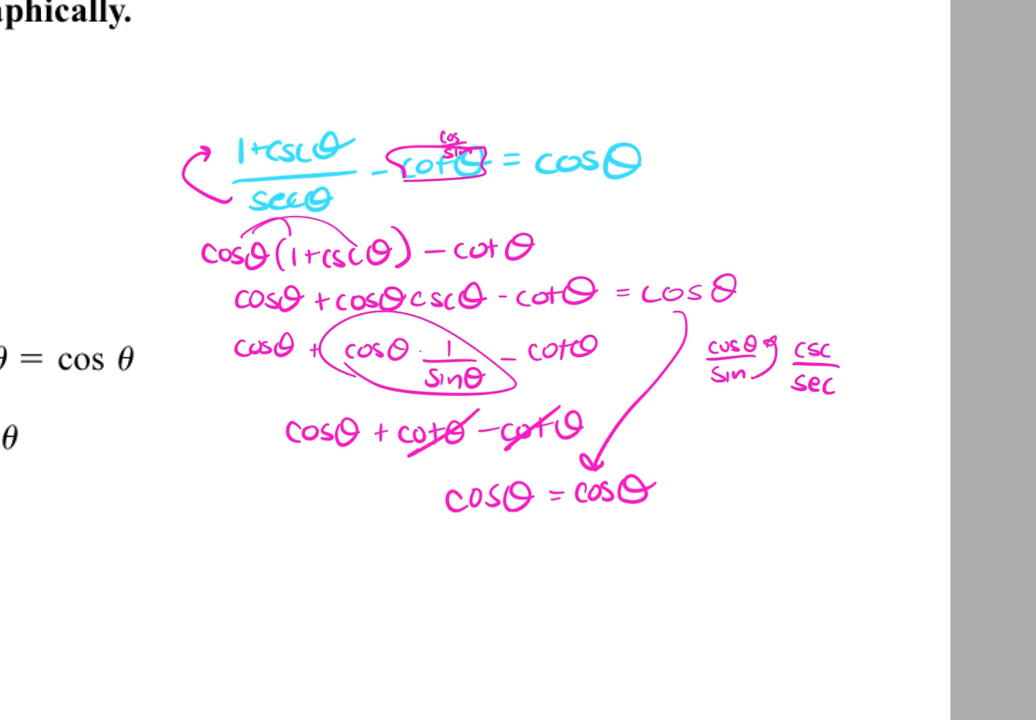 aphically.
1+cscθ / secθ - cotθ = cosθ
cos / sin
cosθ(1+cscθ) - cotθ
cosθ + cosθcscθ - cotθ = cosθ
cosθ + cosθ · 1/sinθ - cotθ
cosθ / sin csc / sec
θ = cos θ
cosθ + cotθ - cotθ
θ
cosθ = cosθ